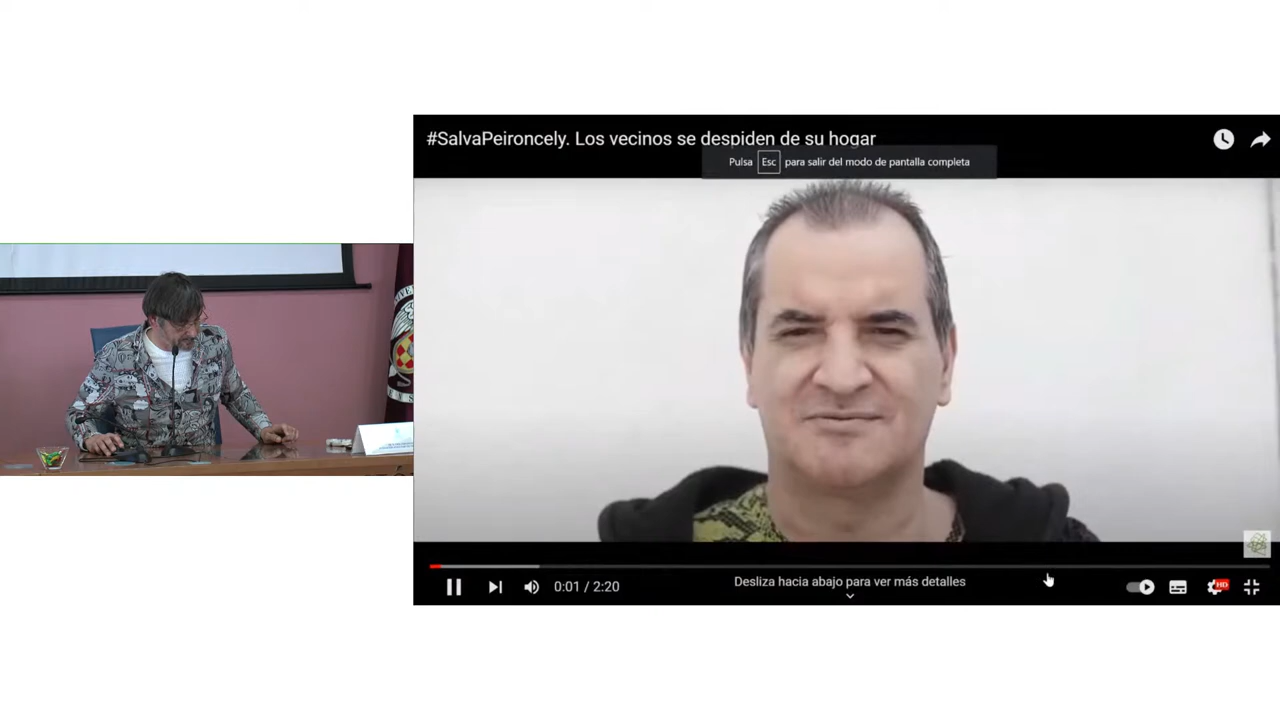 #SalvaPeironcely. Los vecinos se despiden de su hogar
Pulsa Esc para salir del modo de pantalla completa
0:01 / 2:20
Desliza hacia abajo para ver más detalles
HD